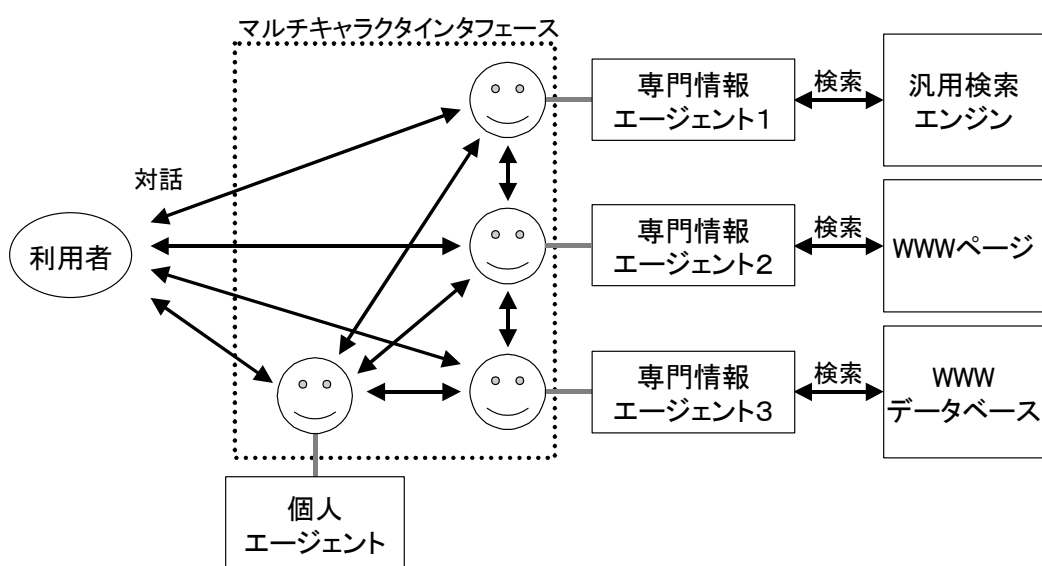 マルチキャラクタインタフェース
専門情報
エージェント1
検索
汎用検索
エンジン
対話
利用者
専門情報
エージェント2
検索
WWWページ
専門情報
エージェント3
検索
WWW
データベース
個人
エージェント